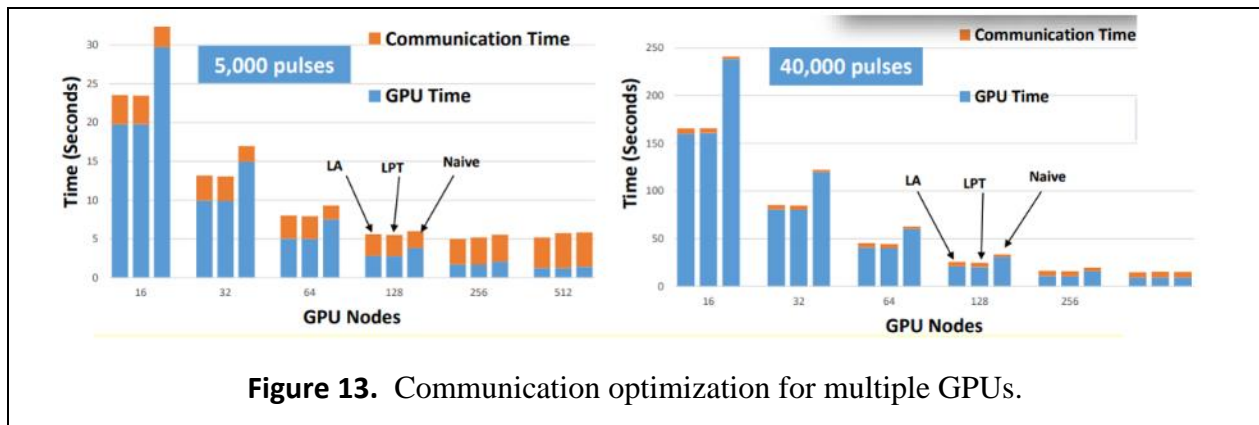 Communication Time
5,000 pulses
GPU Time
LA
LPT
Naive
Time (Seconds)
30
25
20
15
10
5
0
16
32
64
128
256
512
GPU Nodes
Communication Time
40,000 pulses
GPU Time
LA
LPT
Naive
Time (Seconds)
250
200
150
100
50
0
16
32
64
128
256
GPU Nodes
Figure 13. Communication optimization for multiple GPUs.